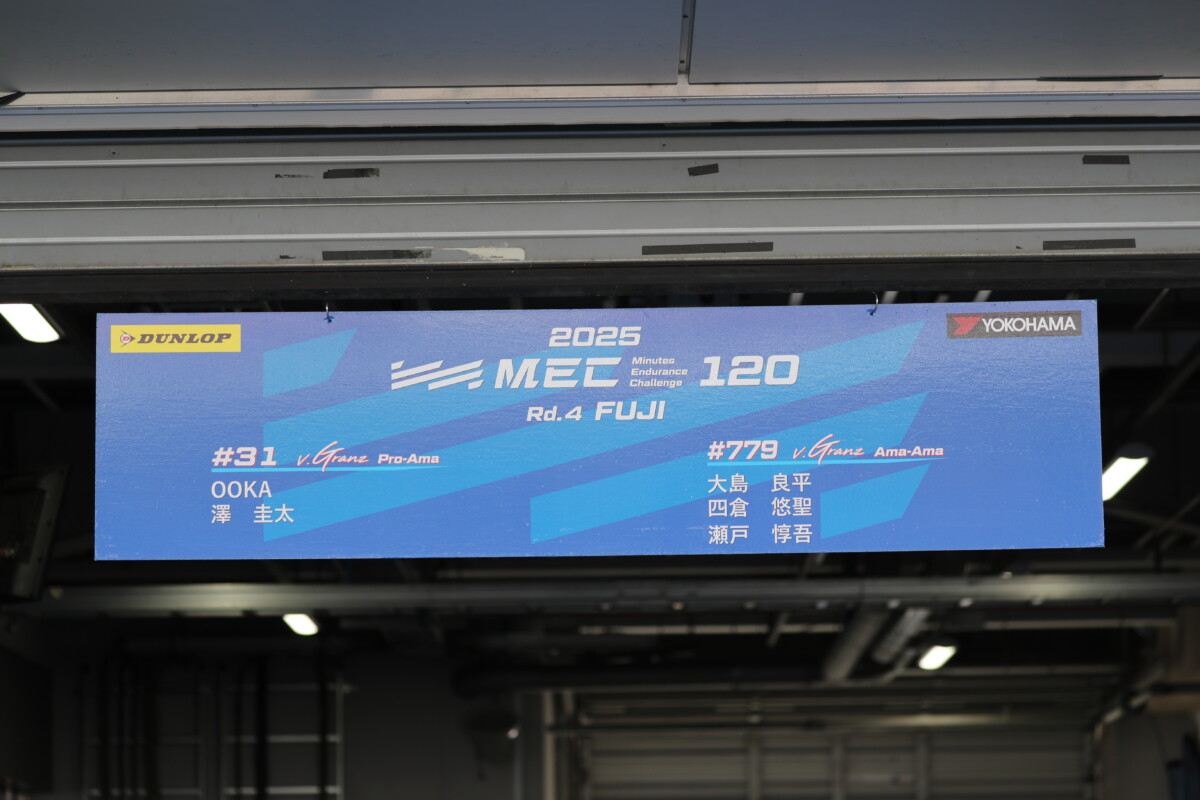 DUNLOP
YOKOHAMA
2025
MEC Minutes Endurance Challenge 120
Rd.4 FUJI
#31 v.Granz Pro-Ama
OOKA
澤 圭太
#779 v.Granz Ama-Ama
大島 良平
四倉 悠聖
瀬戸 惇吾